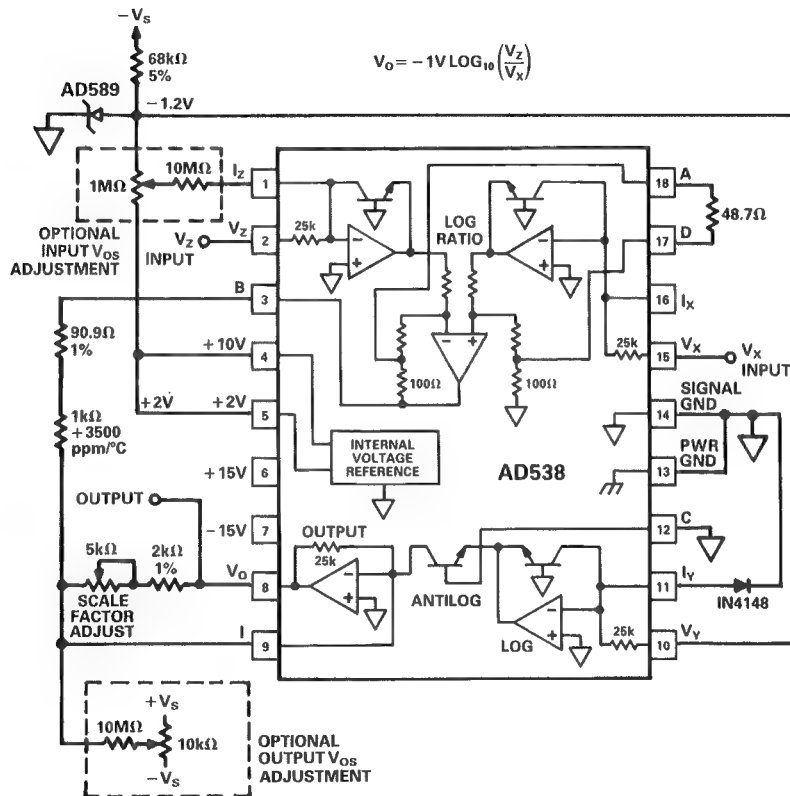 −VS
68kΩ
5%
VO = −1V LOG10 (VZ/VX)
AD589
−1.2V
1MΩ
10MΩ
IZ
1
OPTIONAL
INPUT VOS
ADJUSTMENT
VZ
INPUT
VZ
2
25k
LOG
RATIO
−
+
−
+
18
A
48.7Ω
17
D
B
3
−
+
16
IX
90.9Ω
1%
+10V
4
100Ω
100Ω
25k
15
VX
VX
INPUT
1kΩ
+3500
ppm/°C
+2V
+2V
5
INTERNAL
VOLTAGE
REFERENCE
SIGNAL
GND
14
AD538
PWR
GND
13
+15V
6
OUTPUT
−15V
7
12
C
OUTPUT
25k
5kΩ
2kΩ
1%
VO
8
−
+
ANTILOG
11
IY
IN4148
SCALE
FACTOR
ADJUST
I
9
−
+
LOG
25k
10
VY
+VS
10MΩ
10kΩ
−VS
OPTIONAL
OUTPUT VOS
ADJUSTMENT